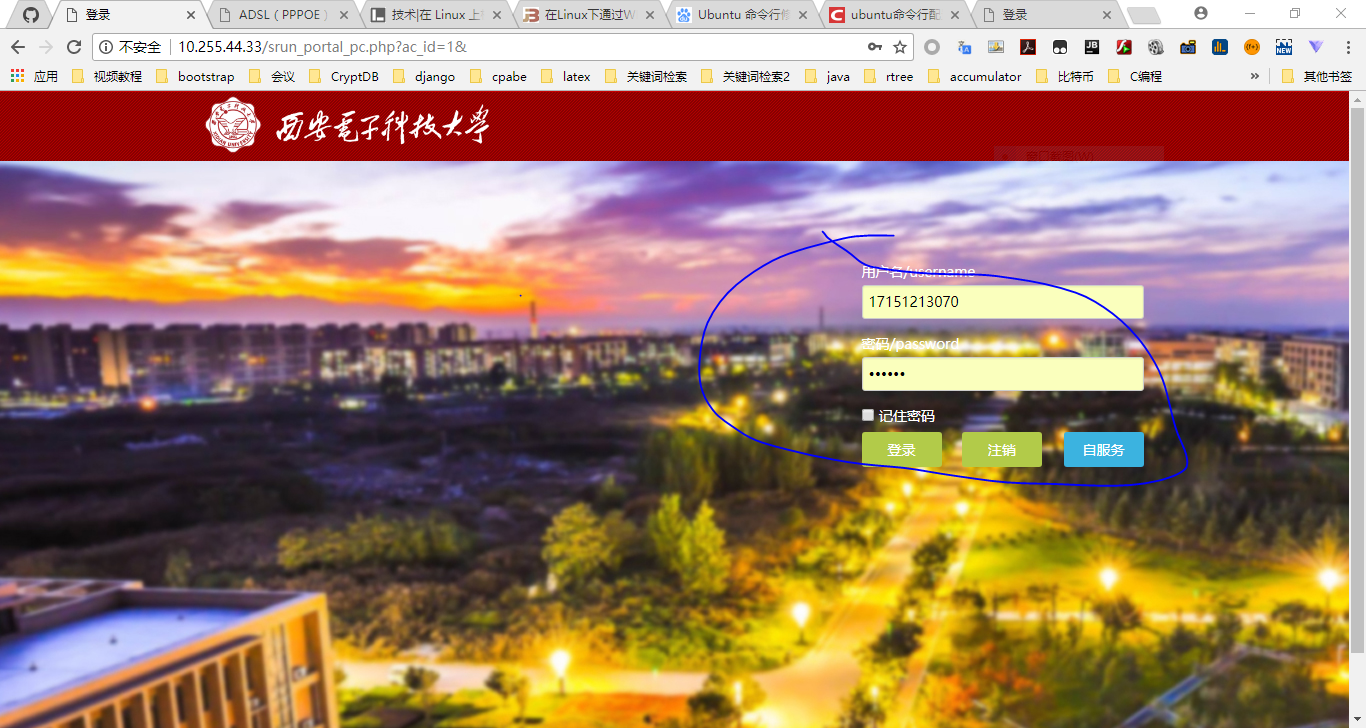 登录
ADSL ( PPPOE )
技术|在 Linux 上
在Linux下通过W
Ubuntu 命令行
ubuntu命令行配
登录
不安全 10.255.44.33/srun_portal_pc.php?ac_id=1&
应用 视频教程 bootstrap 会议 CryptDB django cpabe latex 关键词检索 关键词检索2 java rtree accumulator 比特币 C编程 » 其他书签
西安電子科技大学
用户名/username
17151213070
密码/password
••••••
记住密码
登录 注销 自服务